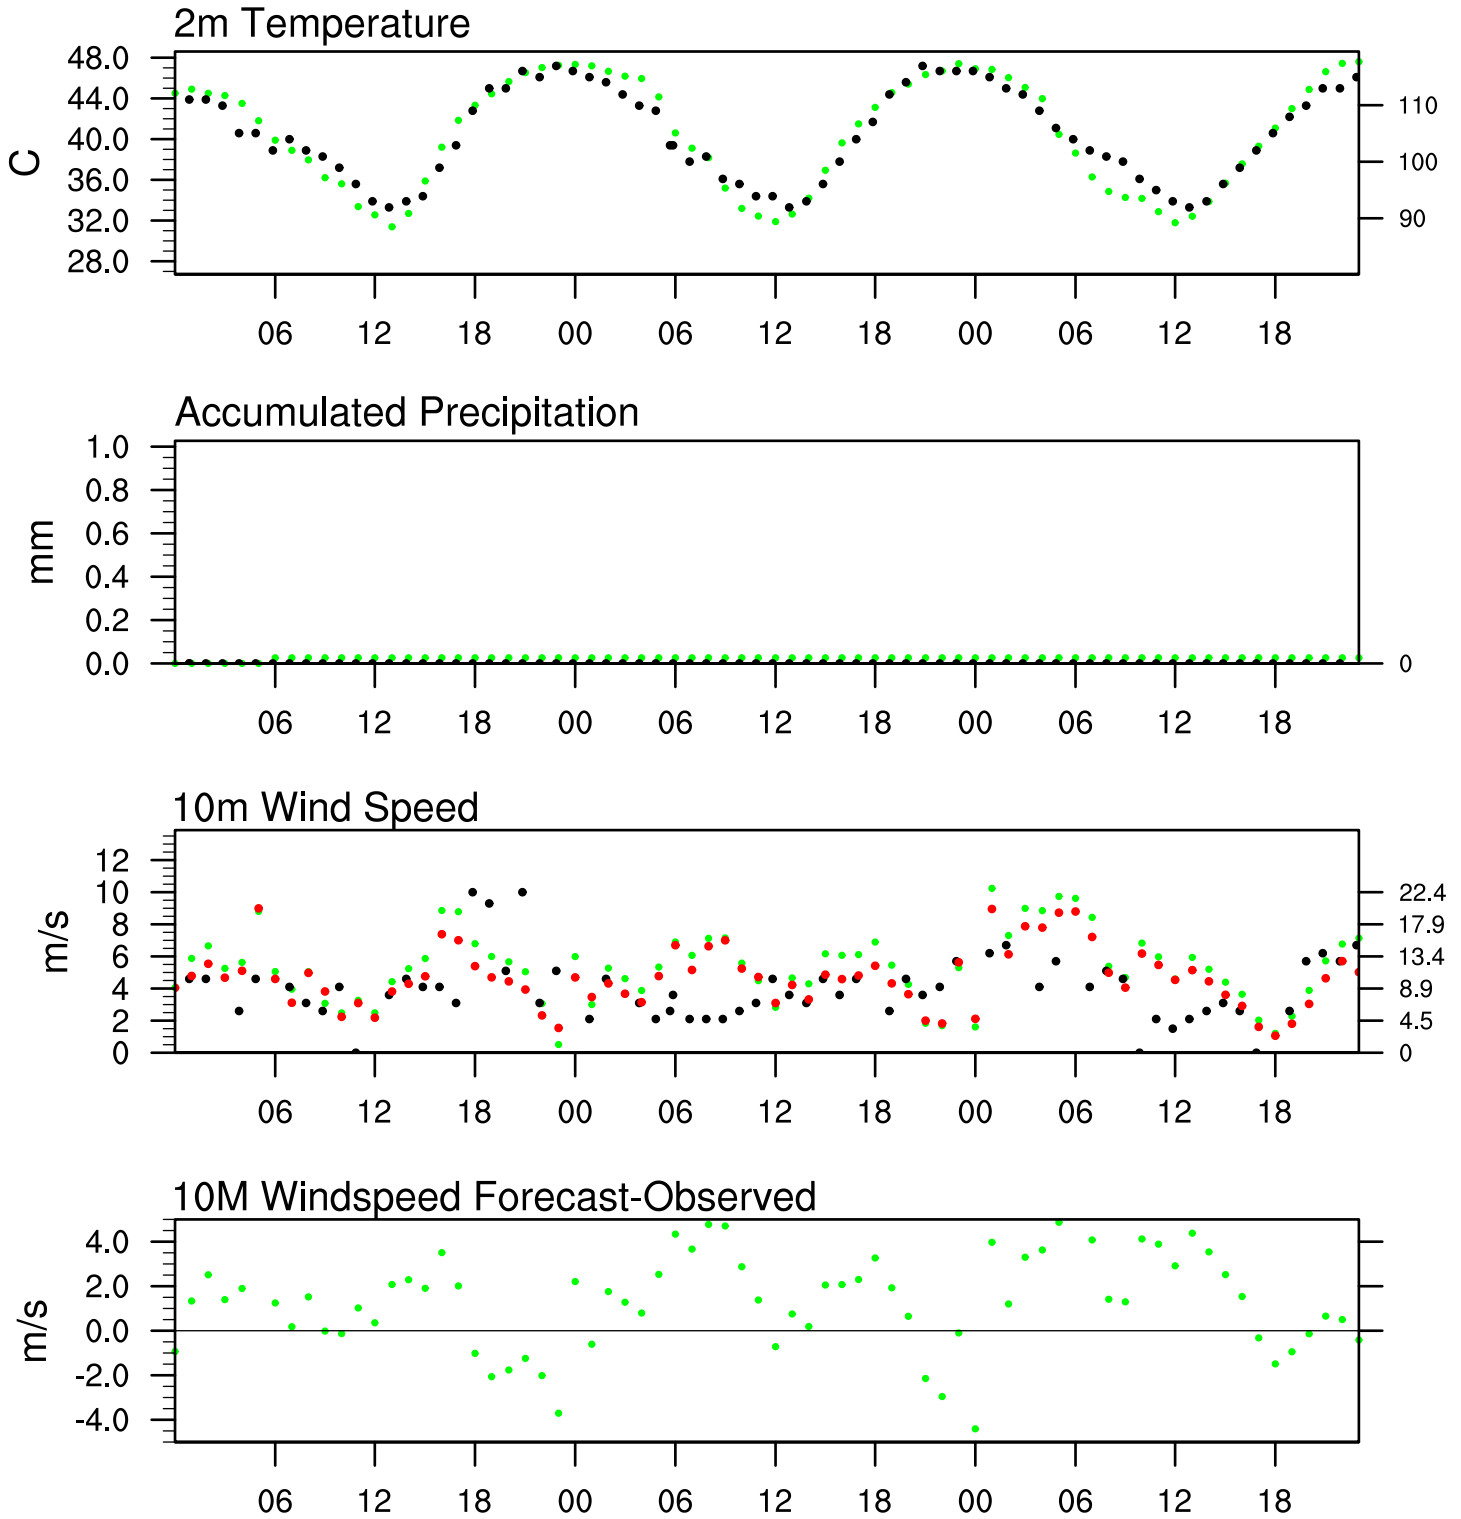 2m Temperature
C
48.0
44.0
40.0
36.0
32.0
28.0
110
100
90
06 12 18 00 06 12 18 00 06 12 18
Accumulated Precipitation
mm
1.0
0.8
0.6
0.4
0.2
0.0
0
06 12 18 00 06 12 18 00 06 12 18
10m Wind Speed
m/s
12
10
8
6
4
2
0
22.4
17.9
13.4
8.9
4.5
0
06 12 18 00 06 12 18 00 06 12 18
10M Windspeed Forecast-Observed
m/s
4.0
2.0
0.0
-2.0
-4.0
06 12 18 00 06 12 18 00 06 12 18